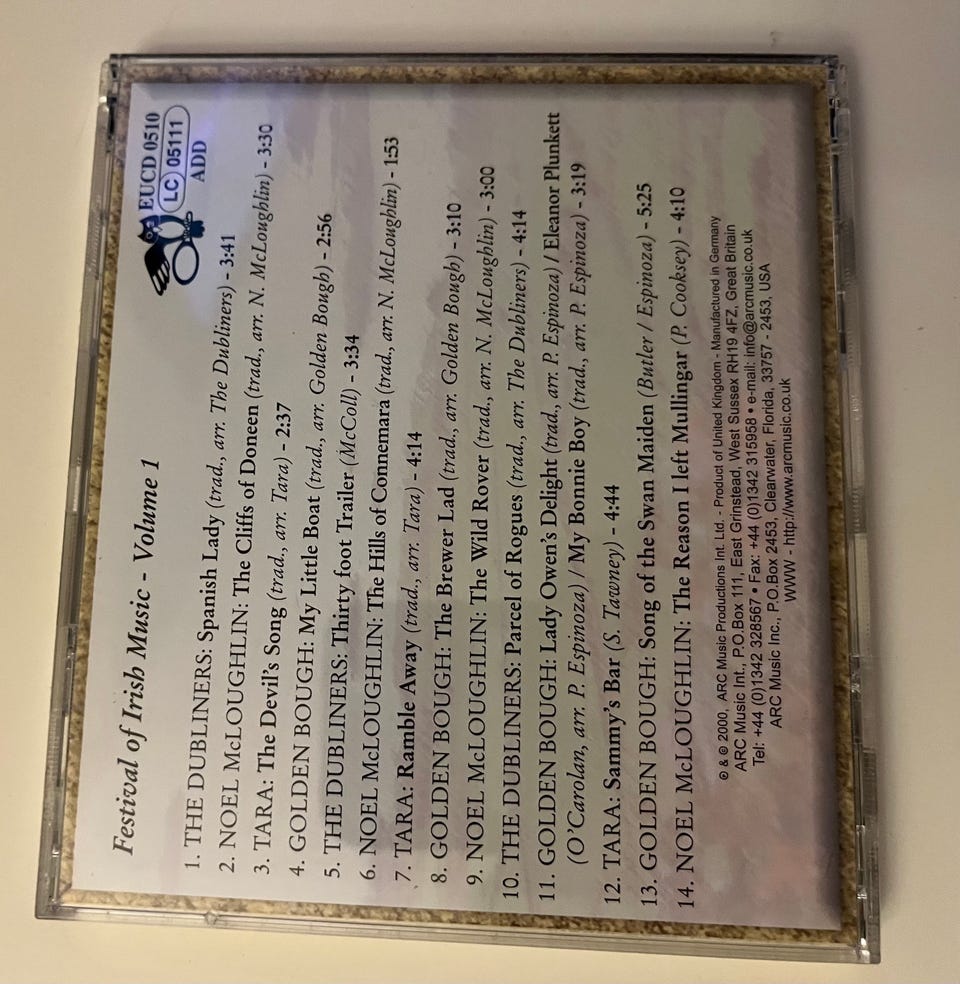 Festival of Irish Music - Volume 1
EUCD 0510
LC 05111
ADD
1. THE DUBLINERS: Spanish Lady (trad., arr. The Dubliners) - 3:41
2. NOEL McLOUGHLIN: The Cliffs of Doneen (trad., arr. N. McLoughlin) - 3:30
3. TARA: The Devil's Song (trad., arr. Tara) - 2:37
4. GOLDEN BOUGH: My Little Boat (trad., arr. Golden Bough) - 2:56
5. THE DUBLINERS: Thirty foot Trailer (McColl) - 3:34
6. NOEL McLOUGHLIN: The Hills of Connemara (trad., arr. N. McLoughlin) - 1:53
7. TARA: Ramble Away (trad., arr. Tara) - 4:14
8. GOLDEN BOUGH: The Brewer Lad (trad., arr. Golden Bough) - 3:10
9. NOEL McLOUGHLIN: The Wild Rover (trad., arr. N. McLoughlin) - 3:00
10. THE DUBLINERS: Parcel of Rogues (trad., arr. The Dubliners) - 4:14
11. GOLDEN BOUGH: Lady Owen's Delight (trad., arr. P. Espinoza) / Eleanor Plunkett
(O'Carolan, arr. P. Espinoza) / My Bonnie Boy (trad., arr. P. Espinoza) - 3:19
12. TARA: Sammy's Bar (S. Tawney) - 4:44
13. GOLDEN BOUGH: Song of the Swan Maiden (Butler / Espinoza) - 5:25
14. NOEL McLOUGHLIN: The Reason I left Mullingar (P. Cooksey) - 4:10
℗ & © 2000, ARC Music Productions Int. Ltd. - Product of United Kingdom - Manufactured in Germany
ARC Music Int., P.O.Box 111, East Grinstead, West Sussex RH19 4FZ, Great Britain
Tel: +44 (0)1342 328567 • Fax: +44 (0)1342 315958 • e-mail: info@arcmusic.co.uk
ARC Music Inc., P.O.Box 2453, Clearwater, Florida, 33757 - 2453, USA
WWW - http://www.arcmusic.co.uk